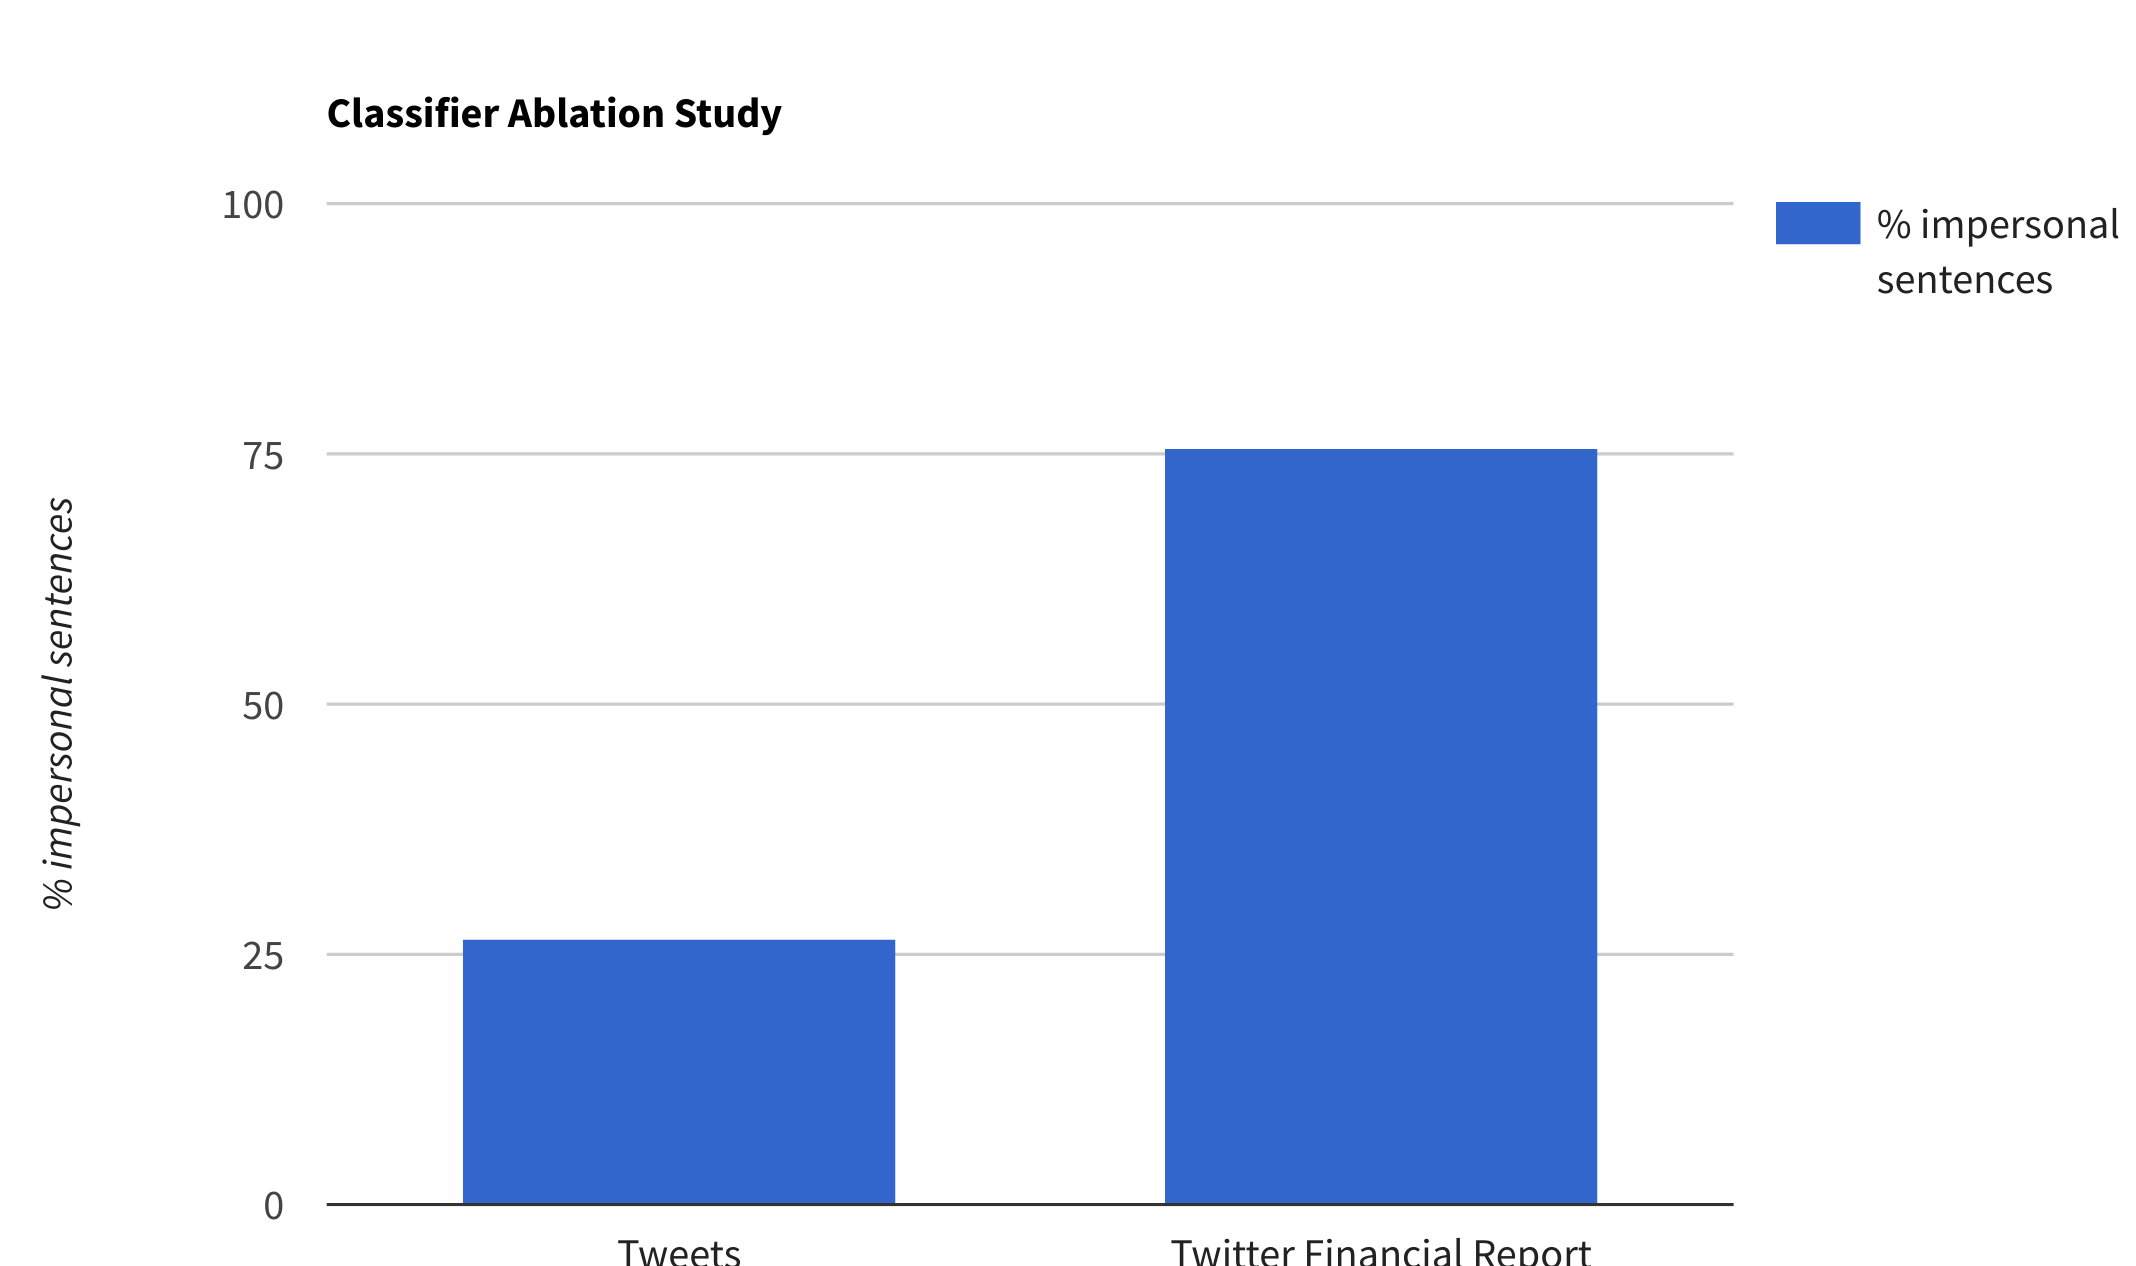 Classifier Ablation Study
100
% impersonal
sentences
75
50
25
0
% impersonal sentences
Tweets
Twitter Financial Report